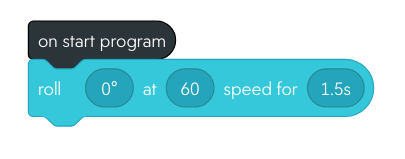 on start program
roll 0° at 60 speed for 1.5s